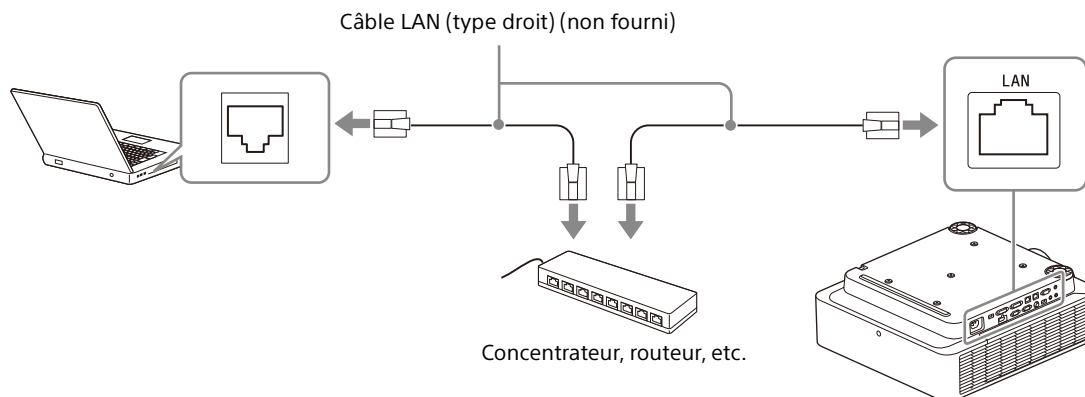 Câble LAN (type droit) (non fourni)
LAN
Concentrateur, routeur, etc.